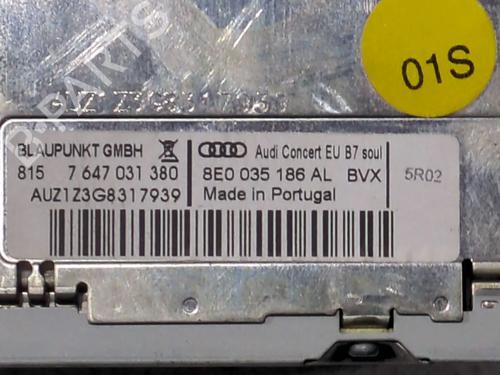 01S
AUZ1Z3G8317939
BLAUPUNKT GMBH
815 7 647 031 380
AUZ1Z3G8317939
Audi Concert EU B7 soul
8E0 035 186 AL BVX
Made in Portugal
5R02